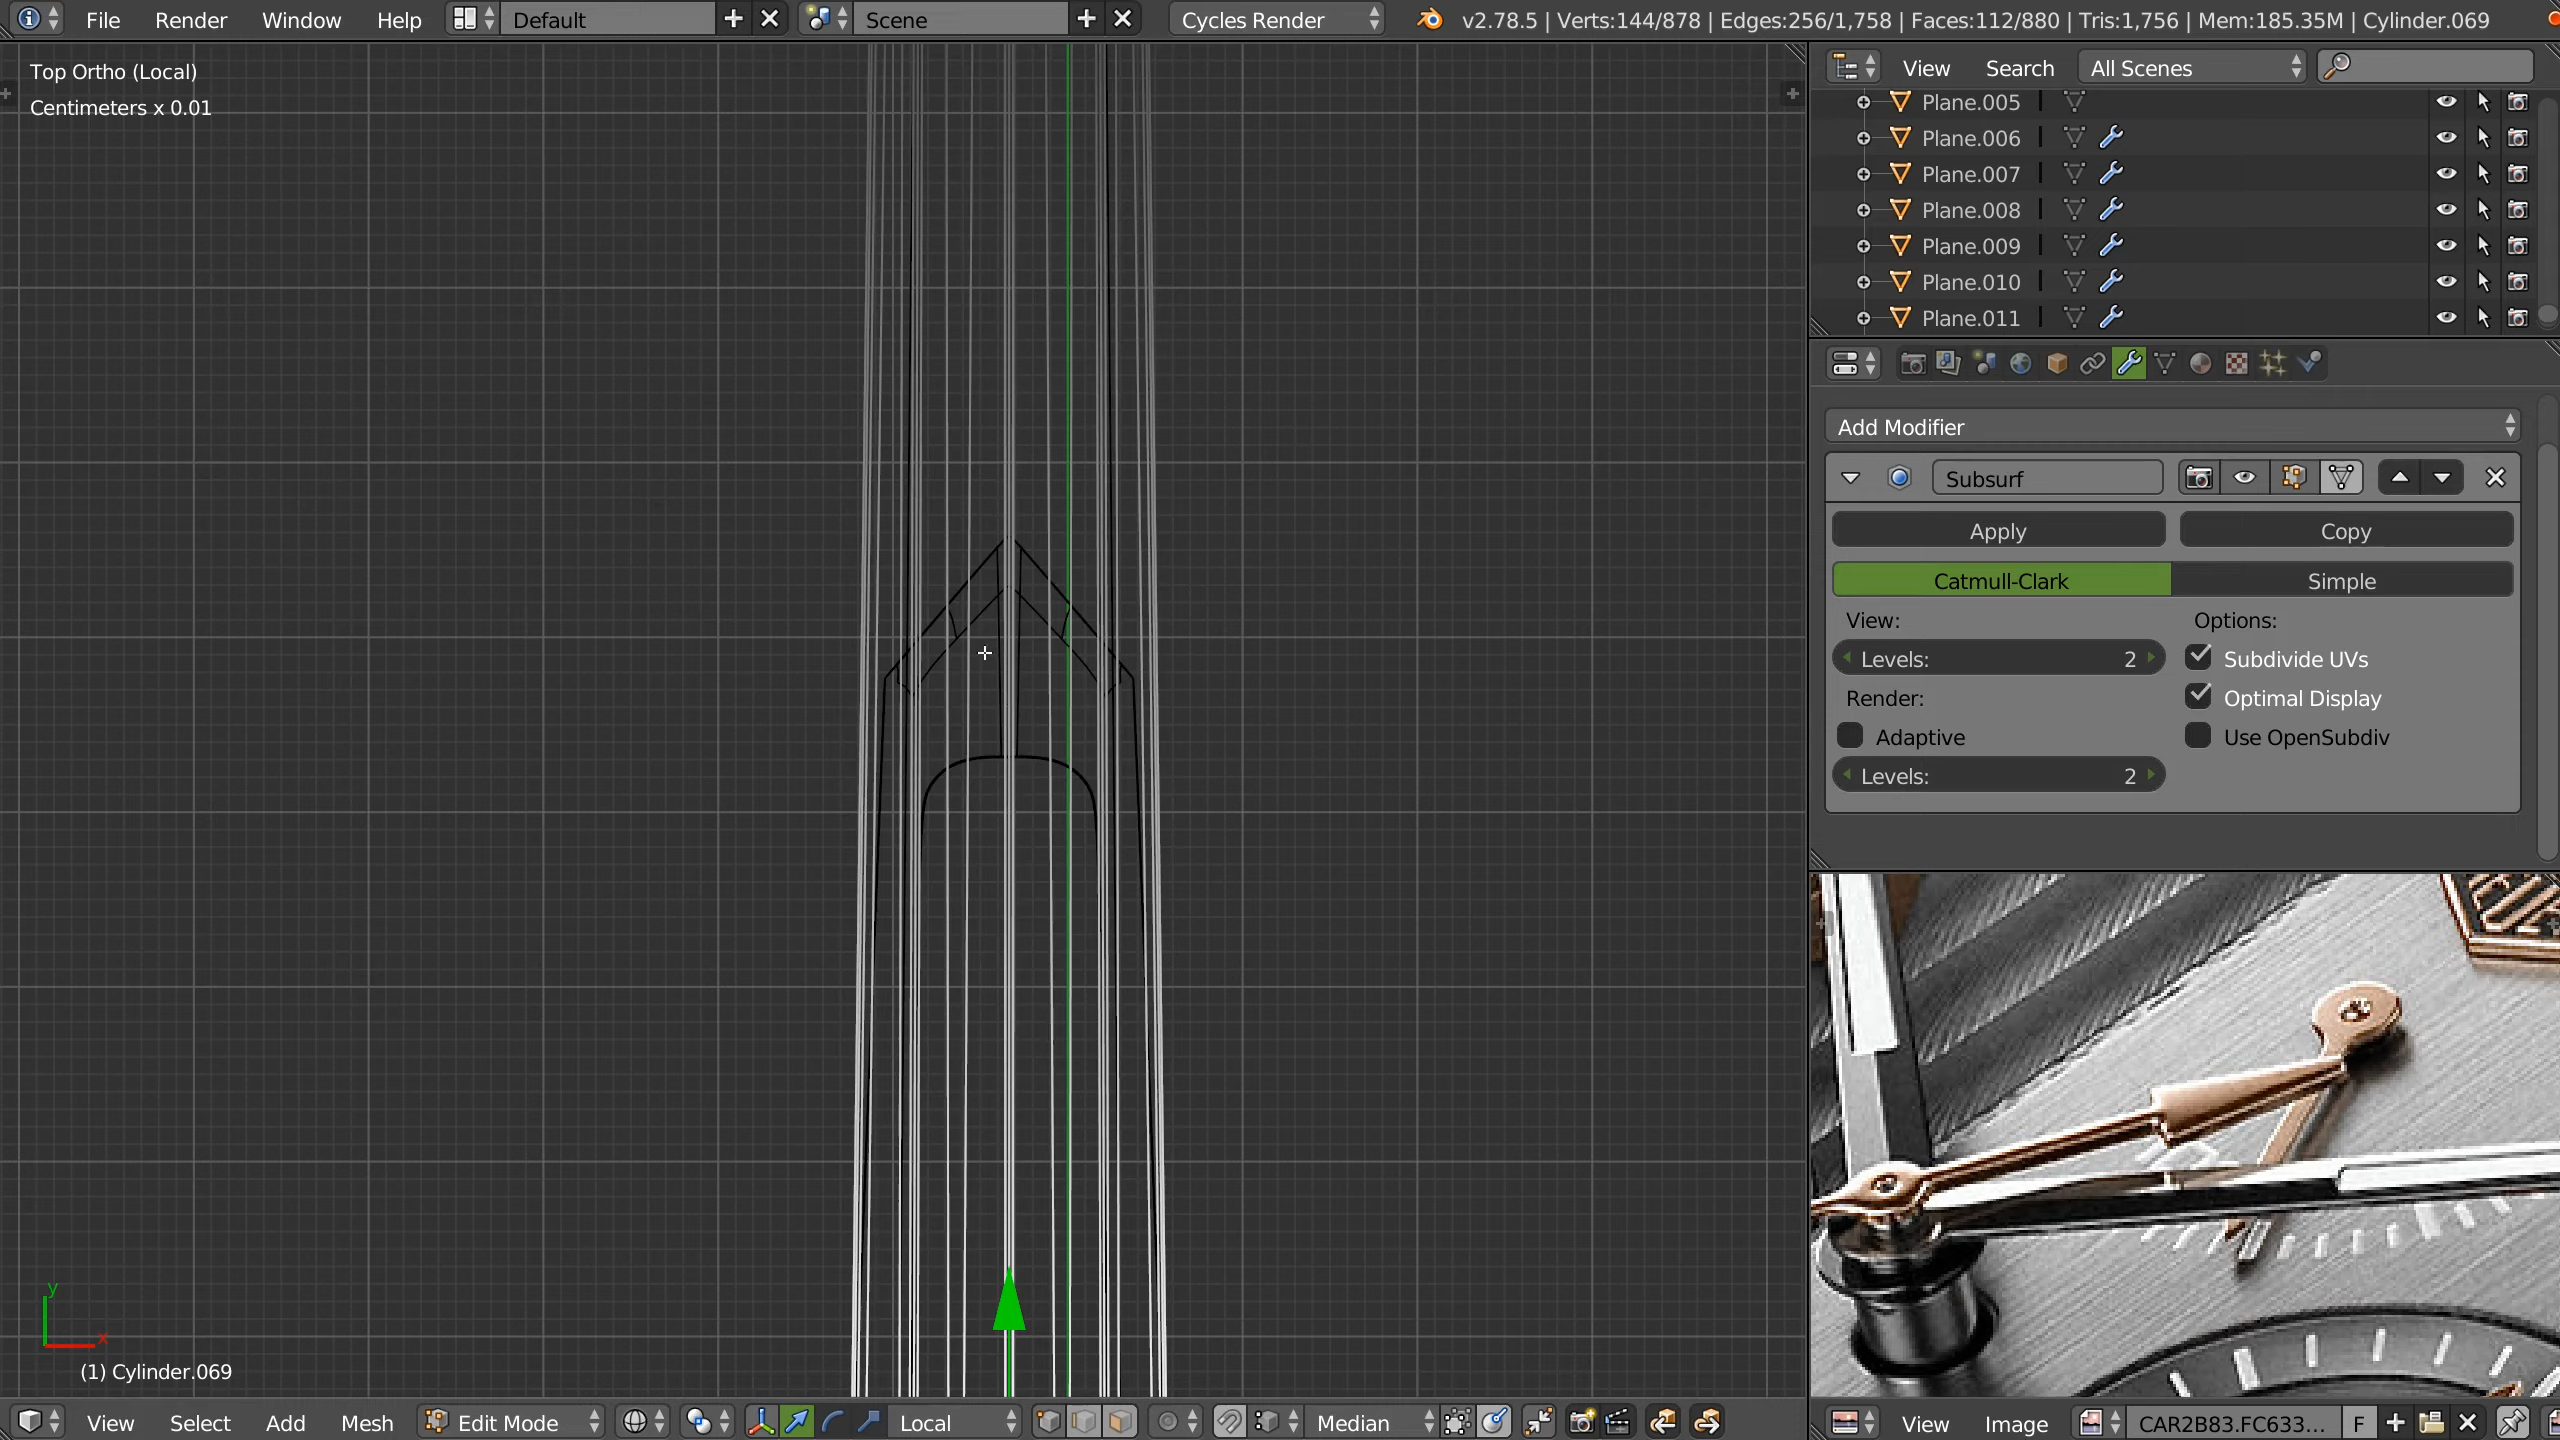 File Render Window Help Default Scene Cycles Render v2.78.5 | Verts:144/878 | Edges:256/1,758 | Faces:112/880 | Tris:1,756 | Mem:185.35M | Cylinder.069
Top Ortho (Local)
Centimeters x 0.01
View Search All Scenes
Plane.005
Plane.006
Plane.007
Plane.008
Plane.009
Plane.010
Plane.011
Add Modifier
Subsurf
Apply Copy
Catmull-Clark Simple
View: Options:
Levels: 2 Subdivide UVs
Render: Optimal Display
Adaptive Use OpenSubdiv
Levels: 2
y
x
(1) Cylinder.069
View Select Add Mesh Edit Mode Local Median
View Image CAR2B83.FC633... F